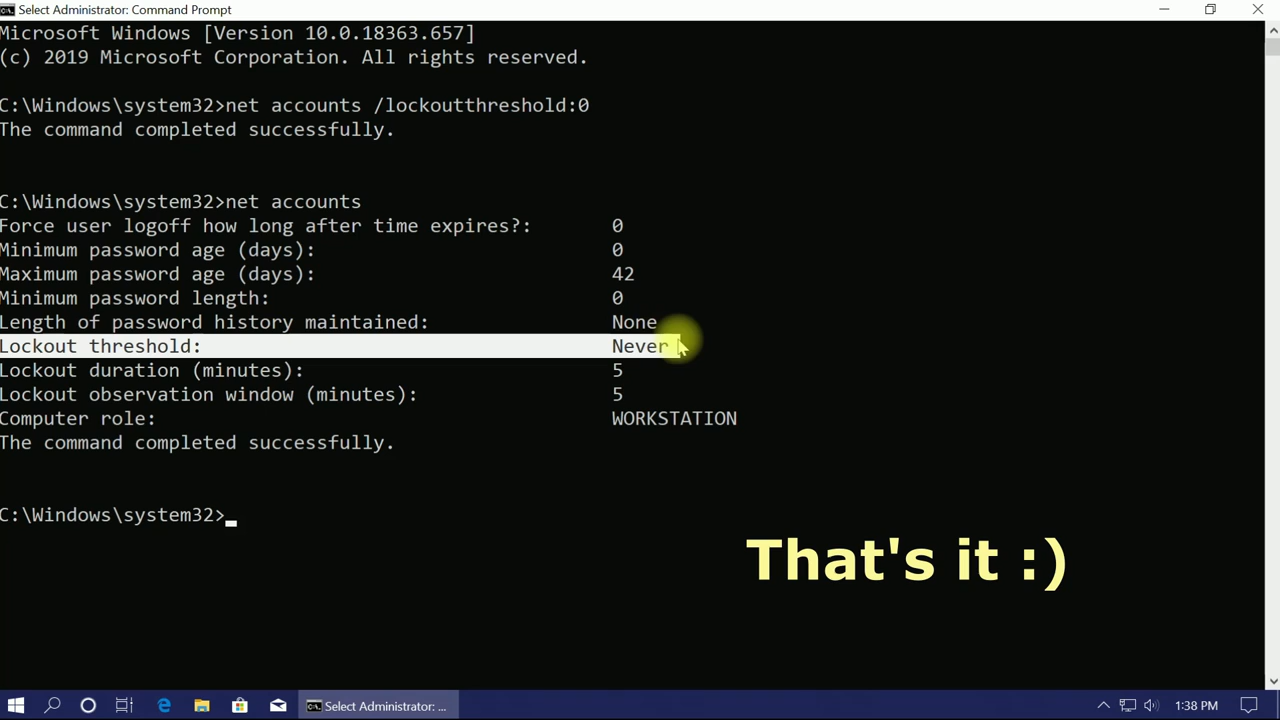 Select Administrator: Command Prompt
Microsoft Windows [Version 10.0.18363.657]
(c) 2019 Microsoft Corporation. All rights reserved.
C:\Windows\system32>net accounts /lockoutthreshold:0
The command completed successfully.
C:\Windows\system32>net accounts
Force user logoff how long after time expires?: 0
Minimum password age (days): 0
Maximum password age (days): 42
Minimum password length: 0
Length of password history maintained: None
Lockout threshold: Never
Lockout duration (minutes): 5
Lockout observation window (minutes): 5
Computer role: WORKSTATION
The command completed successfully.
C:\Windows\system32>
That's it :)
Select Administrator: ...
1:38 PM